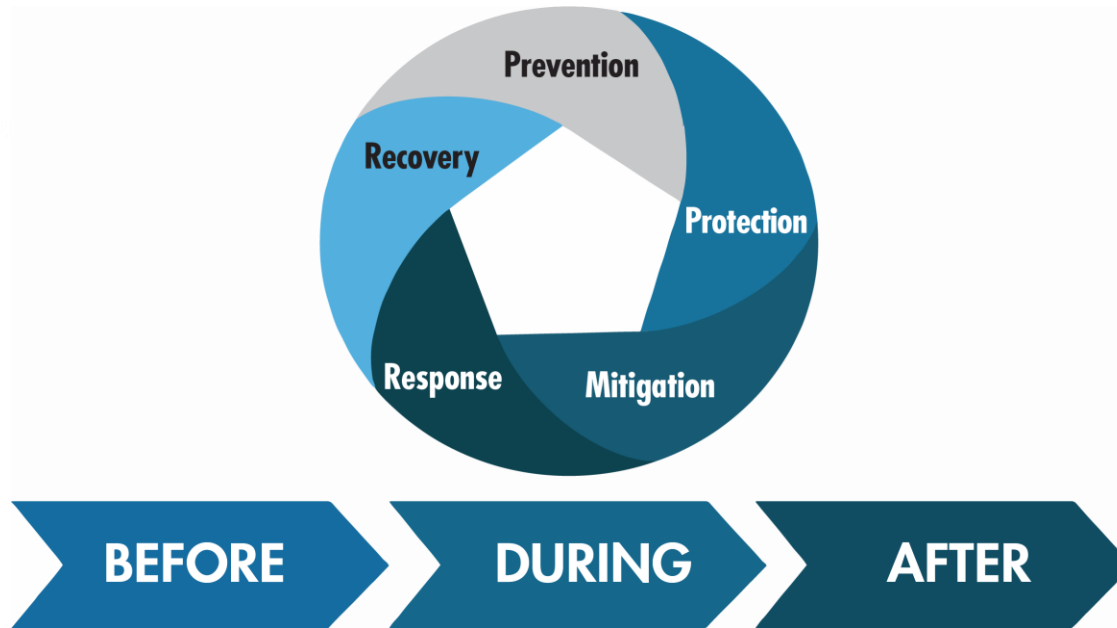 Prevention
Recovery
Protection
Response
Mitigation
BEFORE
DURING
AFTER